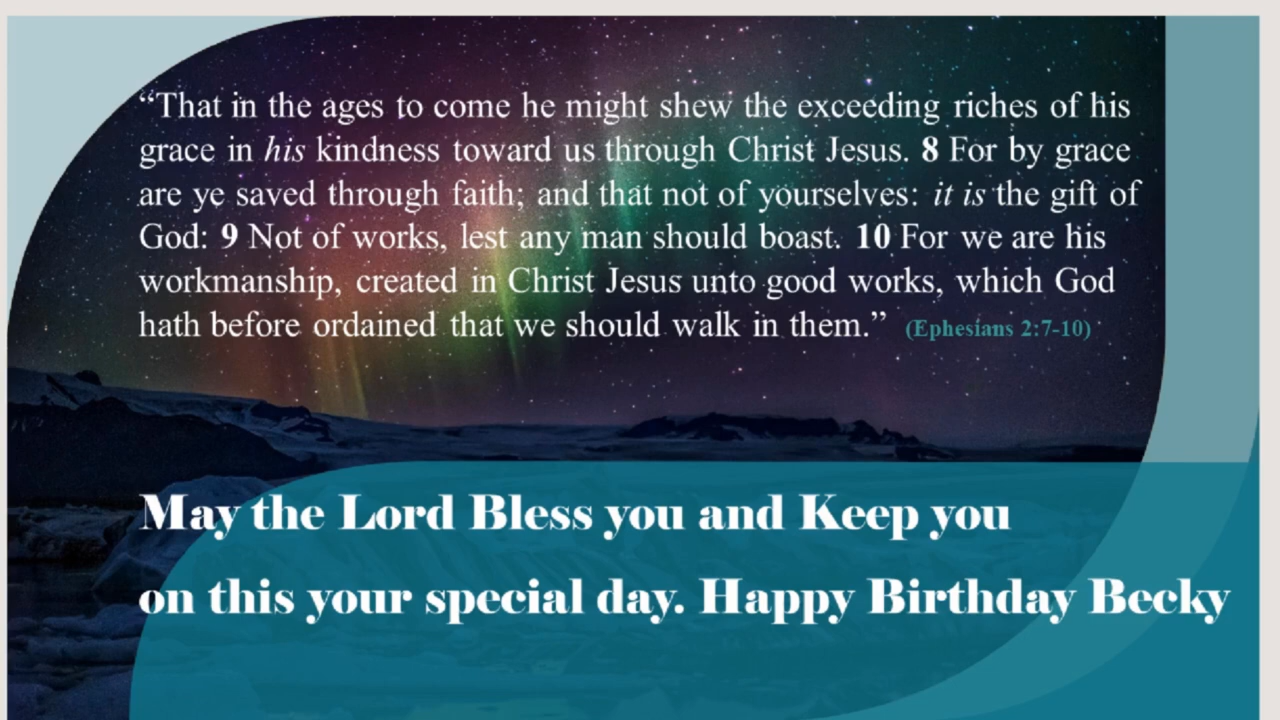 “That in the ages to come he might shew the exceeding riches of his
grace in his kindness toward us through Christ Jesus. 8 For by grace
are ye saved through faith; and that not of yourselves: it is the gift of
God: 9 Not of works, lest any man should boast. 10 For we are his
workmanship, created in Christ Jesus unto good works, which God
hath before ordained that we should walk in them.” (Ephesians 2:7-10)
May the Lord Bless you and Keep you
on this your special day. Happy Birthday Becky